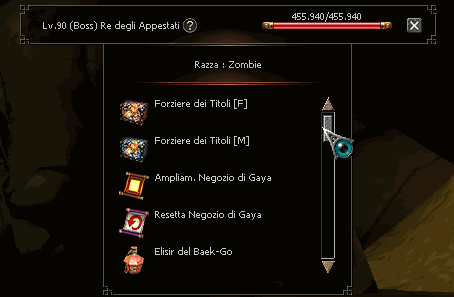 Lv.90 (Boss) Re degli Appestati ?
455.940/455.940
Razza : Zombie
Forziere dei Titoli [F]
Forziere dei Titoli [M]
Ampliam. Negozio di Gaya
Resetta Negozio di Gaya
Elisir del Baek-Go